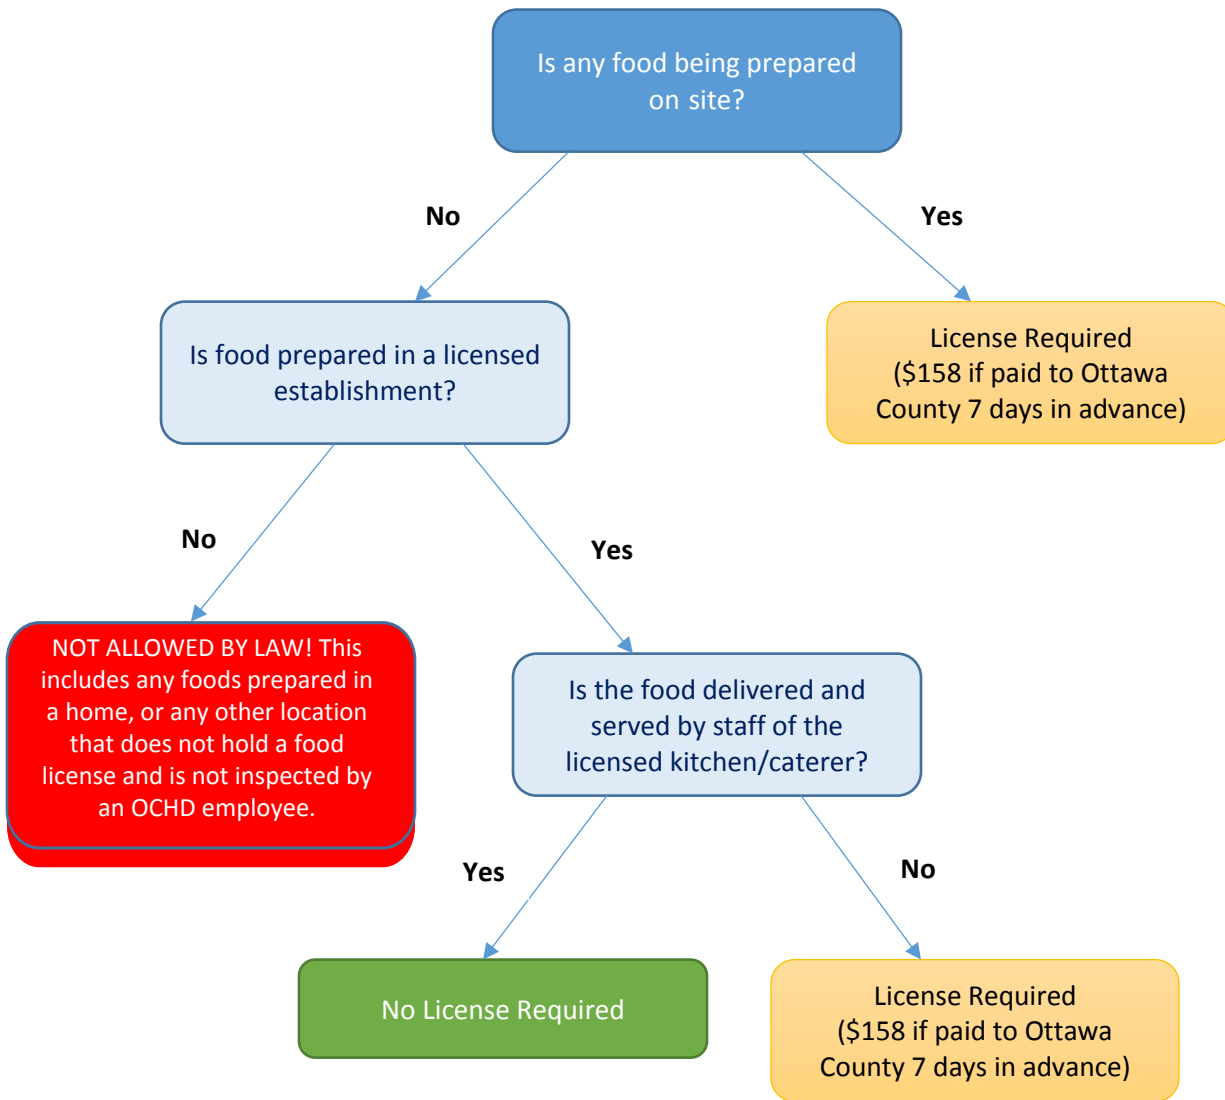 Is any food being prepared
on site?
No
Yes
Is food prepared in a licensed
establishment?
License Required
($158 if paid to Ottawa
County 7 days in advance)
No
Yes
NOT ALLOWED BY LAW! This
includes any foods prepared in
a home, or any other location
that does not hold a food
license and is not inspected by
an OCHD employee.
Is the food delivered and
served by staff of the
licensed kitchen/caterer?
Yes
No
No License Required
License Required
($158 if paid to Ottawa
County 7 days in advance)